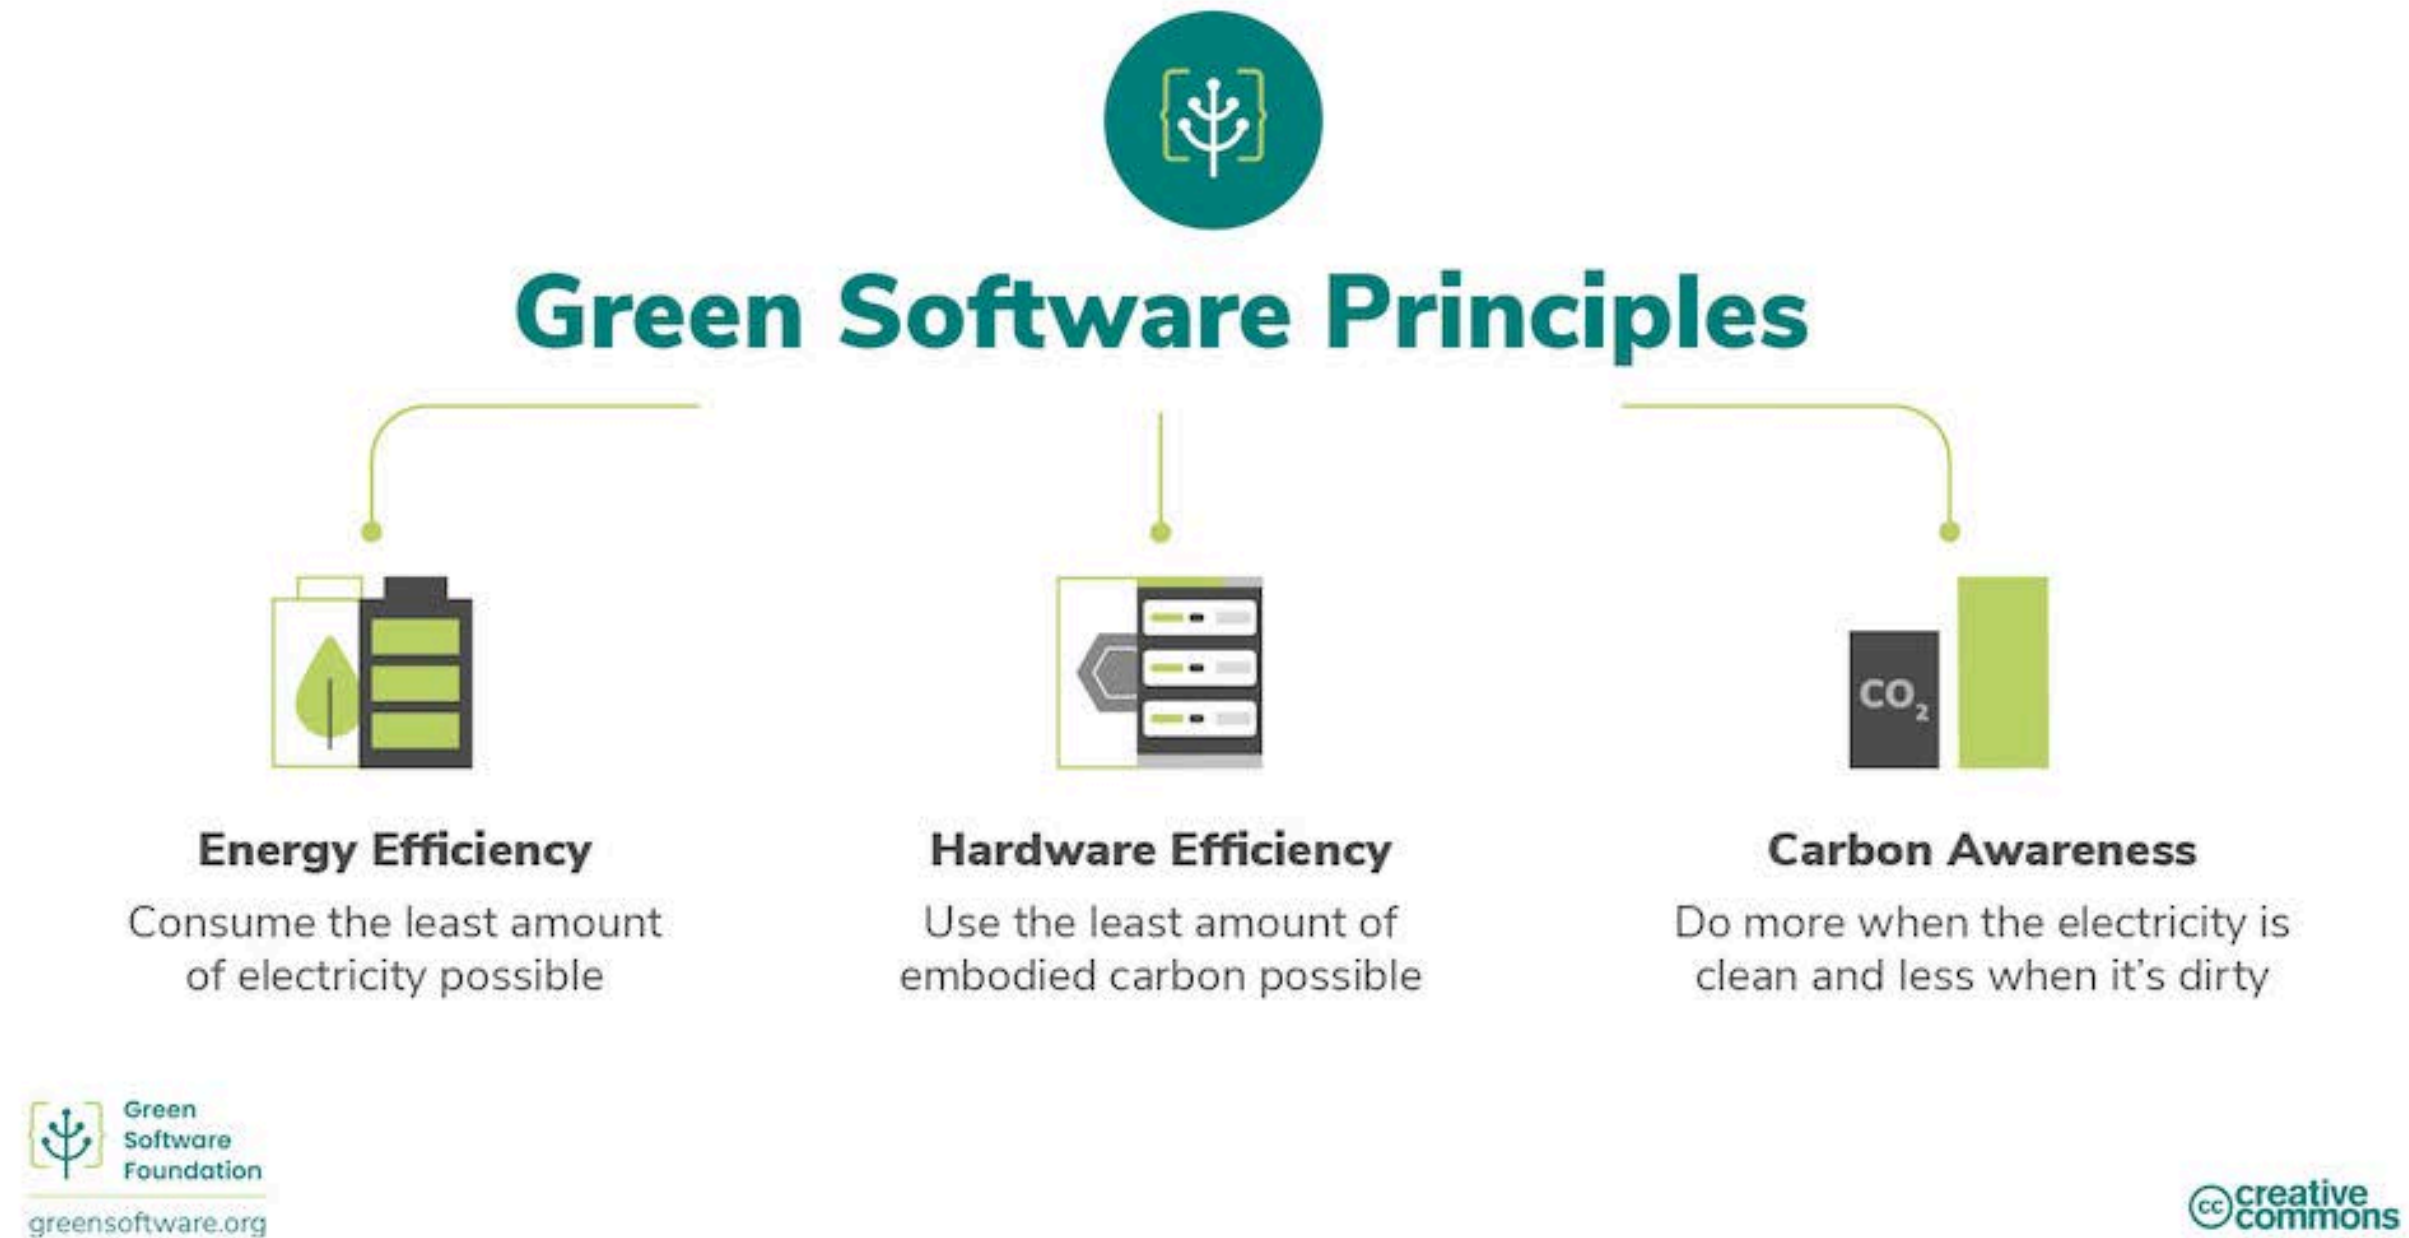 Green Software Principles
Energy Efficiency
Consume the least amount
of electricity possible
Hardware Efficiency
Use the least amount of
embodied carbon possible
CO₂
Carbon Awareness
Do more when the electricity is
clean and less when it's dirty
Green
Software
Foundation
greensoftware.org
cc creative
commons